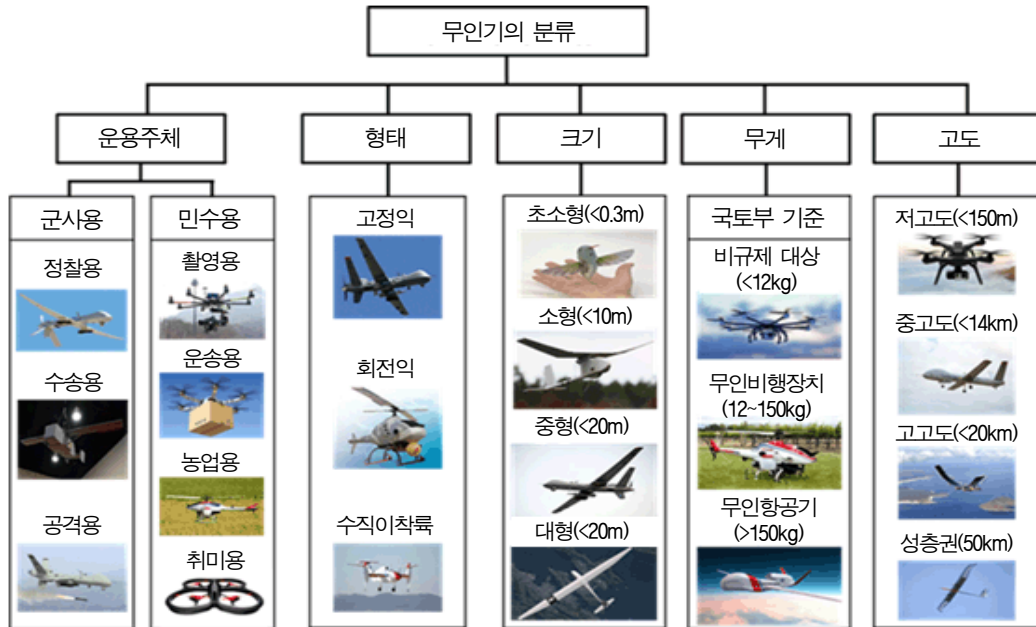 무인기의 분류
운용주체
형태
크기
무게
고도
군사용
정찰용
수송용
공격용
민수용
촬영용
운송용
농업용
취미용
고정익
회전익
수직이착륙
초소형(<0.3m)
소형(<10m)
중형(<20m)
대형(<20m)
국토부 기준
비규제 대상
(<12kg)
무인비행장치
(12~150kg)
무인항공기
(>150kg)
저고도(<150m)
중고도(<14km)
고고도(<20km)
성층권(50km)